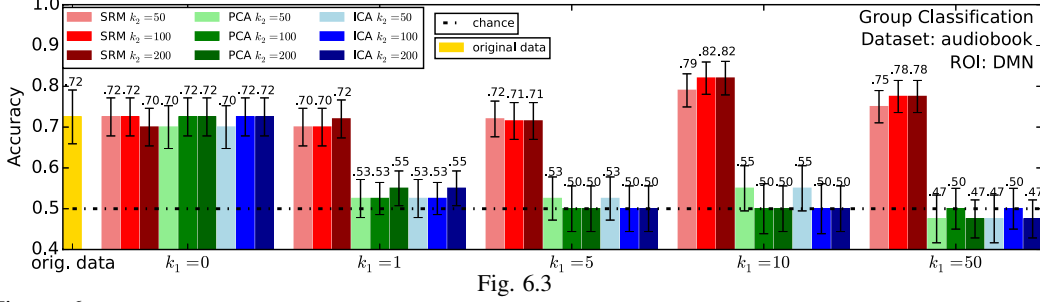 1.0
0.9
0.8
0.7
0.6
0.5
0.4
Accuracy
SRM k2 =50 PCA k2 =50 ICA k2 =50
SRM k2 =100 PCA k2 =100 ICA k2 =100
SRM k2 =200 PCA k2 =200 ICA k2 =200
chance
original data
Group Classification
Dataset: audiobook
ROI: DMN
.72
.72 .72 .70 .70 .72 .72 .70 .72 .72
.70 .70 .72 .53 .53 .55 .53 .53 .55
.72 .71 .71 .53 .50 .50 .53 .50 .50
.79 .82 .82 .55 .50 .50 .55 .50 .50
.75 .78 .78 .47 .50 .47 .47 .50 .47
orig. data k1 =0 k1 =1 k1 =5 k1 =10 k1 =50
Fig. 6.3